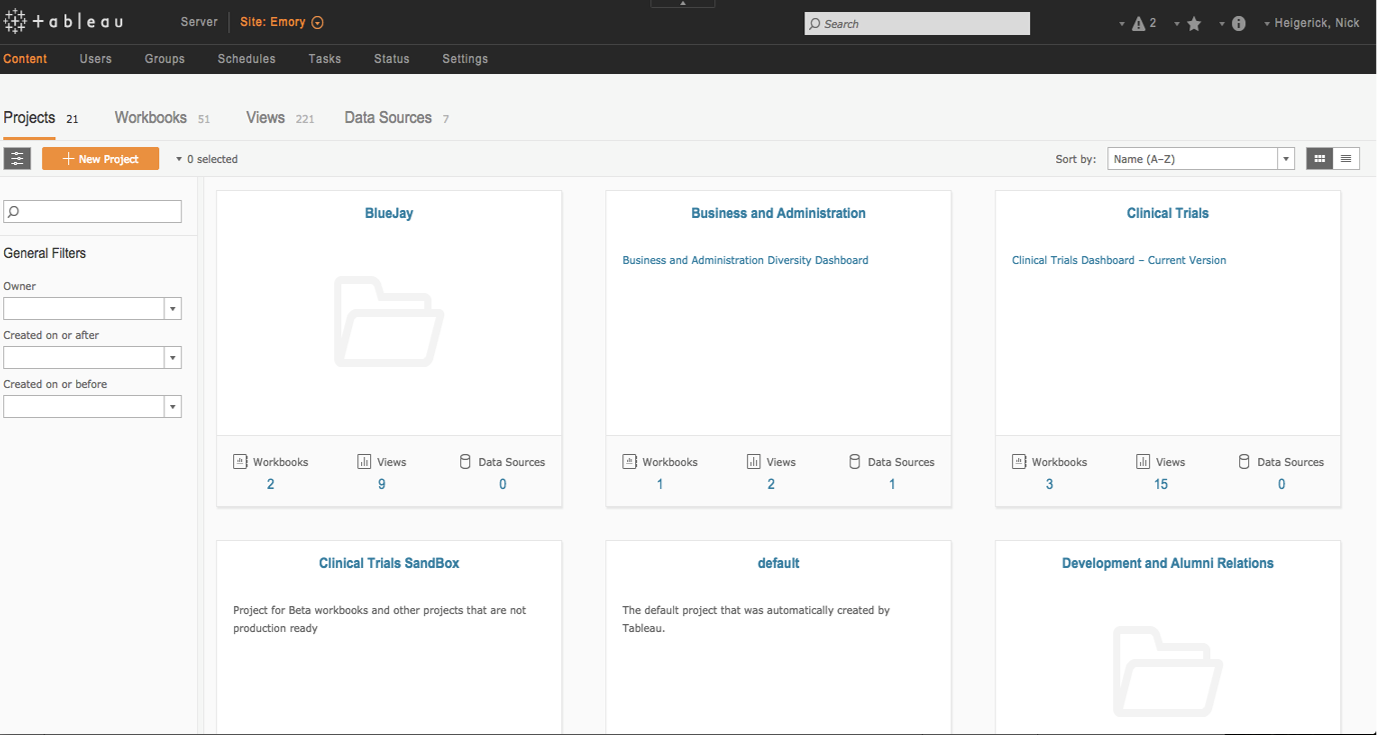 + a b l e a u
Server
Site: Emory
Search
2
Heigerick, Nick
Content
Users
Groups
Schedules
Tasks
Status
Settings
Projects 21
Workbooks 51
Views 221
Data Sources 7
New Project
0 selected
Sort by:
Name (A–Z)
General Filters
Owner
Created on or after
Created on or before
BlueJay
Workbooks
2
Views
9
Data Sources
0
Business and Administration
Business and Administration Diversity Dashboard
Workbooks
1
Views
2
Data Sources
1
Clinical Trials
Clinical Trials Dashboard – Current Version
Workbooks
3
Views
15
Data Sources
0
Clinical Trials SandBox
Project for Beta workbooks and other projects that are not
production ready
default
The default project that was automatically created by
Tableau.
Development and Alumni Relations